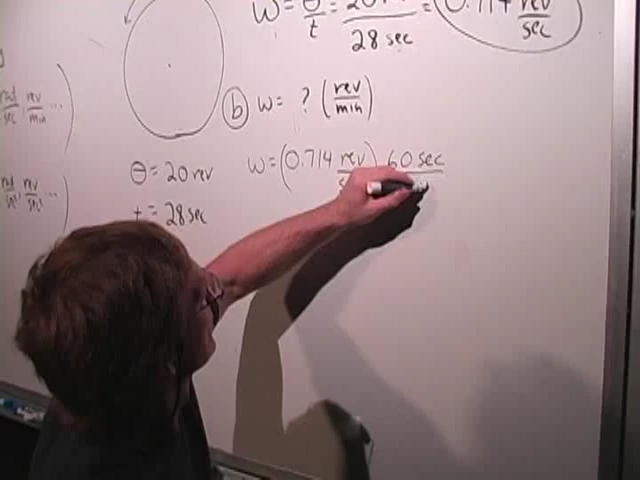 ω = θ/t = 20 rev/28 sec = 0.714 rev/sec
rad/sec, rev/min ...
ⓑ ω = ? (rev/min)
θ = 20 rev
ω = (0.714 rev/s) 60 sec
t = 28 sec